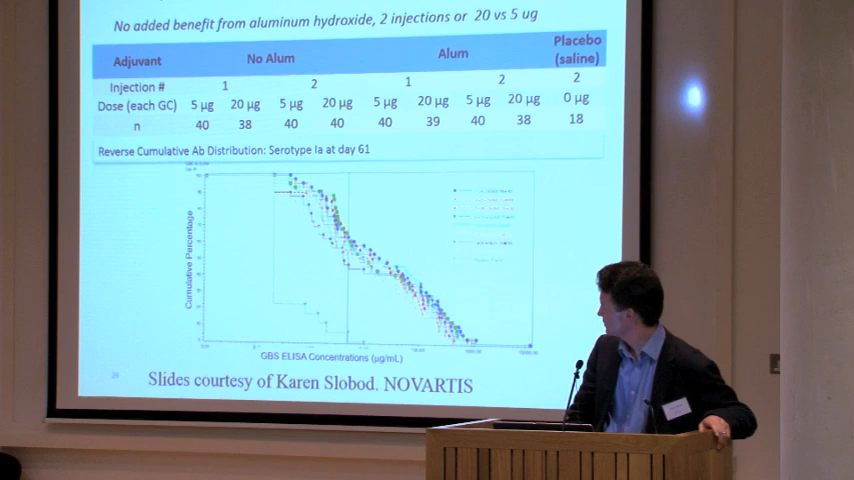 No added benefit from aluminum hydroxide, 2 injections or 20 vs 5 ug
Adjuvant No Alum Alum Placebo (saline)
Injection # 1 2 1 2 2
Dose (each GC) 5 µg 20 µg 5 µg 20 µg 5 µg 20 µg 5 µg 20 µg 0 µg
n 40 38 40 40 40 39 40 38 18
Reverse Cumulative Ab Distribution: Serotype Ia at day 61
Cumulative Percentage
GBS ELISA Concentrations (µg/mL)
Slides courtesy of Karen Slobod. NOVARTIS